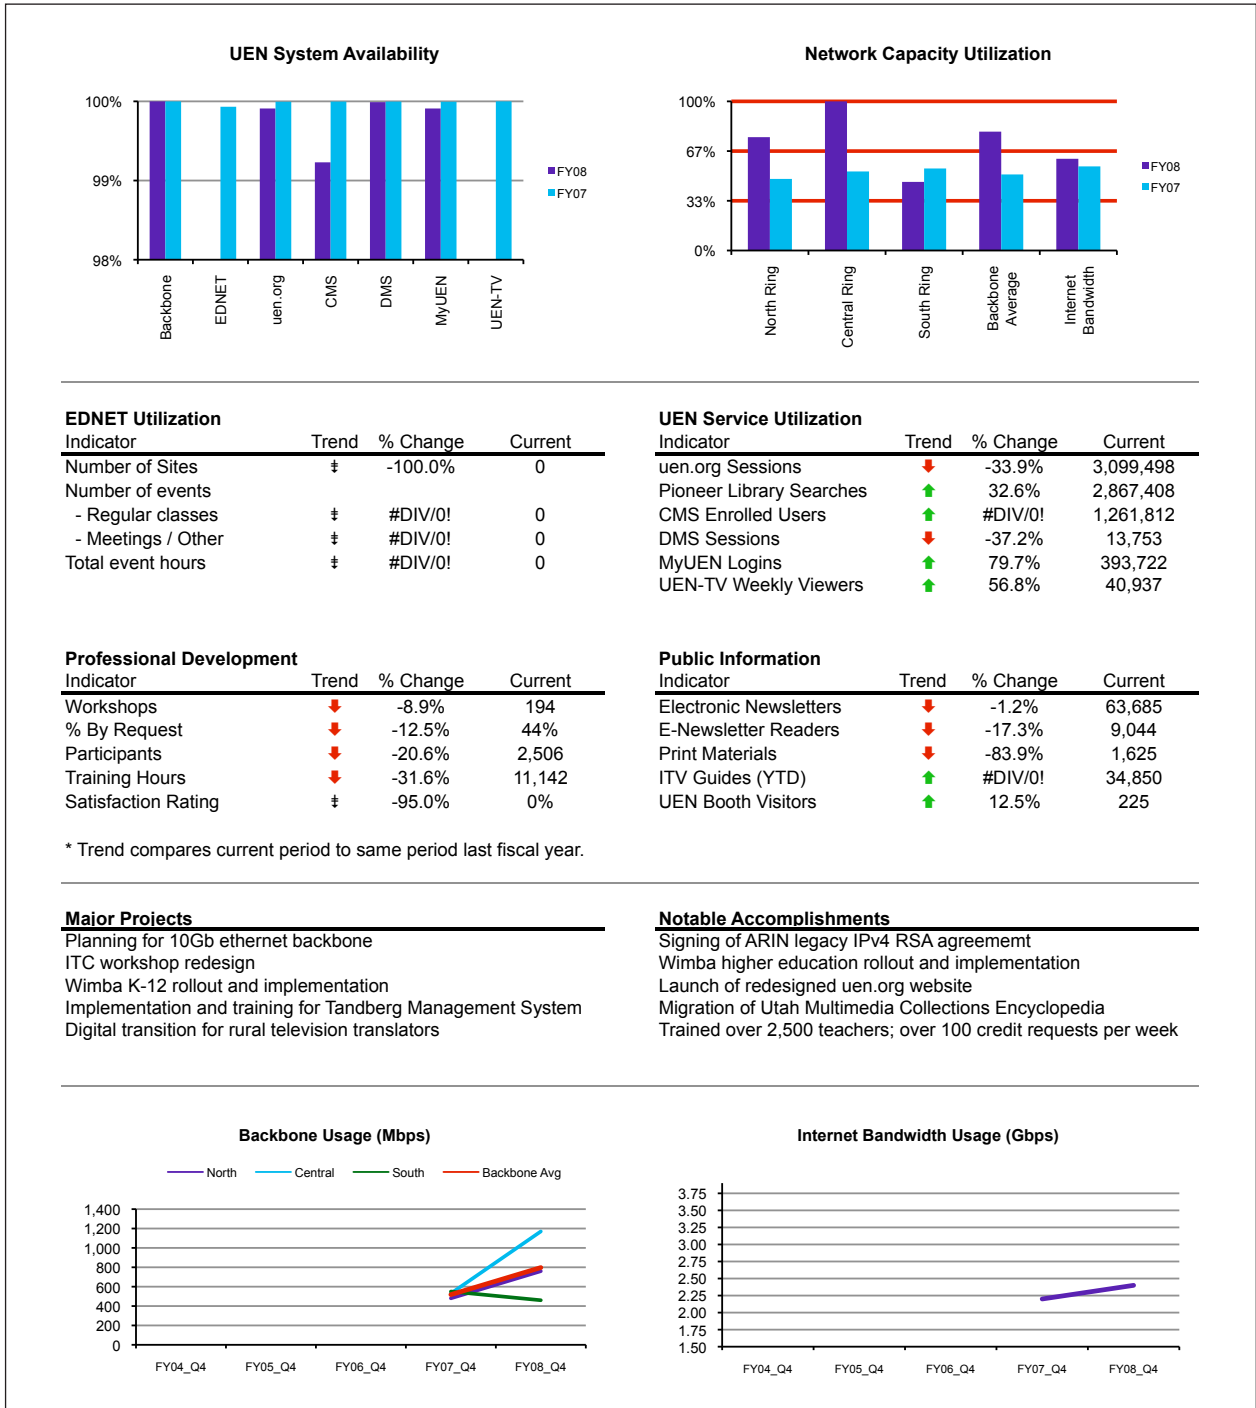 UEN System Availability
100%
99%
98%
Backbone
EDNET
uen.org
CMS
DMS
MyUEN
UEN-TV
FY08
FY07
Network Capacity Utilization
100%
67%
33%
0%
North Ring
Central Ring
South Ring
Backbone
Average
Internet
Bandwidth
FY08
FY07
EDNET Utilization
Indicator Trend % Change Current
Number of Sites -100.0% 0
Number of events
- Regular classes #DIV/0! 0
- Meetings / Other #DIV/0! 0
Total event hours #DIV/0! 0
UEN Service Utilization
Indicator Trend % Change Current
uen.org Sessions -33.9% 3,099,498
Pioneer Library Searches 32.6% 2,867,408
CMS Enrolled Users #DIV/0! 1,261,812
DMS Sessions -37.2% 13,753
MyUEN Logins 79.7% 393,722
UEN-TV Weekly Viewers 56.8% 40,937
Professional Development
Indicator Trend % Change Current
Workshops -8.9% 194
% By Request -12.5% 44%
Participants -20.6% 2,506
Training Hours -31.6% 11,142
Satisfaction Rating -95.0% 0%
* Trend compares current period to same period last fiscal year.
Public Information
Indicator Trend % Change Current
Electronic Newsletters -1.2% 63,685
E-Newsletter Readers -17.3% 9,044
Print Materials -83.9% 1,625
ITV Guides (YTD) #DIV/0! 34,850
UEN Booth Visitors 12.5% 225
Major Projects
Planning for 10Gb ethernet backbone
ITC workshop redesign
Wimba K-12 rollout and implementation
Implementation and training for Tandberg Management System
Digital transition for rural television translators
Notable Accomplishments
Signing of ARIN legacy IPv4 RSA agreememt
Wimba higher education rollout and implementation
Launch of redesigned uen.org website
Migration of Utah Multimedia Collections Encyclopedia
Trained over 2,500 teachers; over 100 credit requests per week
Backbone Usage (Mbps)
North Central South Backbone Avg
1,400
1,200
1,000
800
600
400
200
0
FY04_Q4 FY05_Q4 FY06_Q4 FY07_Q4 FY08_Q4
Internet Bandwidth Usage (Gbps)
3.75
3.50
3.25
3.00
2.75
2.50
2.25
2.00
1.75
1.50
FY04_Q4 FY05_Q4 FY06_Q4 FY07_Q4 FY08_Q4